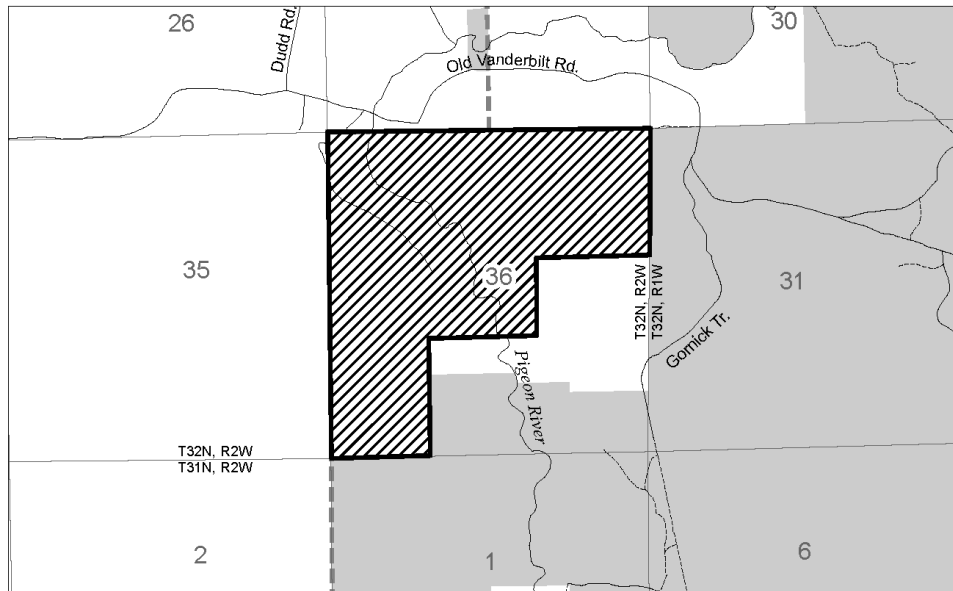 26
30
Dudd Rd.
Old Vanderbilt Rd.
35
36
T32N, R2W
T32N, R1W
31
Gornick Tr.
Pigeon River
T32N, R2W
T31N, R2W
2
1
6